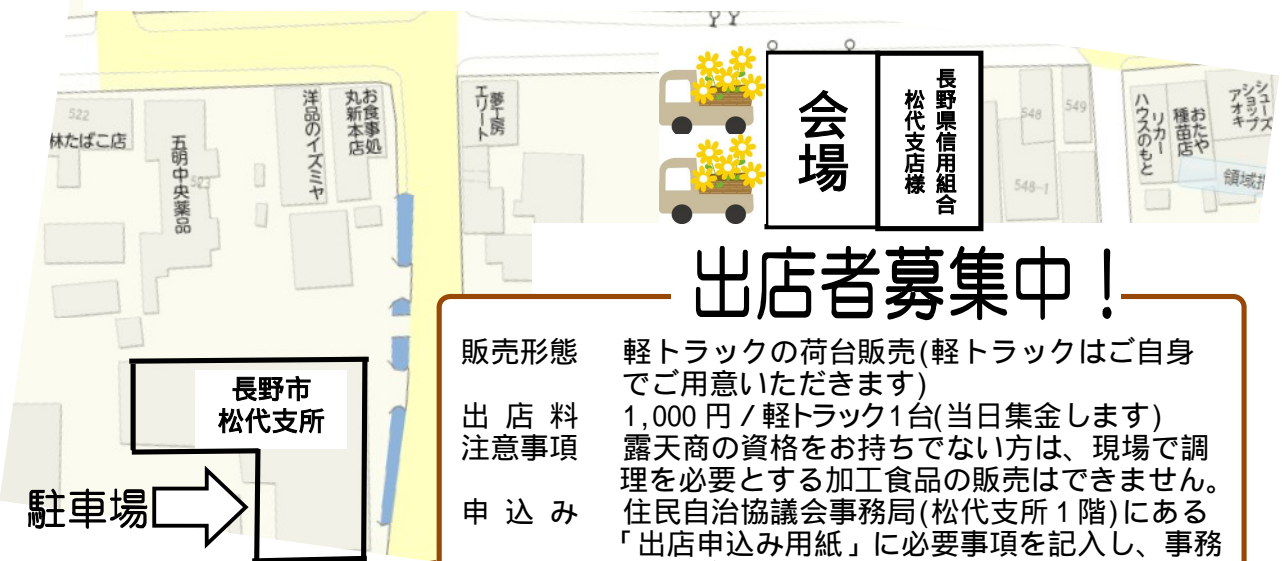 522
林たばこ店
五明中央薬品
523
洋品のイズミヤ
お食事処
丸新本店
夢工房
エリート
会場
長野県信用組合
松代支店様
548
549
548-1
リカー
ハウスのもと
おたや
種苗店
シューズ
ショップ
アオキ
出店者募集中！
販売形態 軽トラックの荷台販売(軽トラックはご自身
でご用意いただきます)
出店料 1,000円/軽トラック1台(当日集金します)
注意事項 露天商の資格をお持ちでない方は、現場で調
理を必要とする加工食品の販売はできません。
申込み 住民自治協議会事務局(松代支所1階)にある
「出店申込み用紙」に必要事項を記入し、事務
長野市
松代支所
駐車場